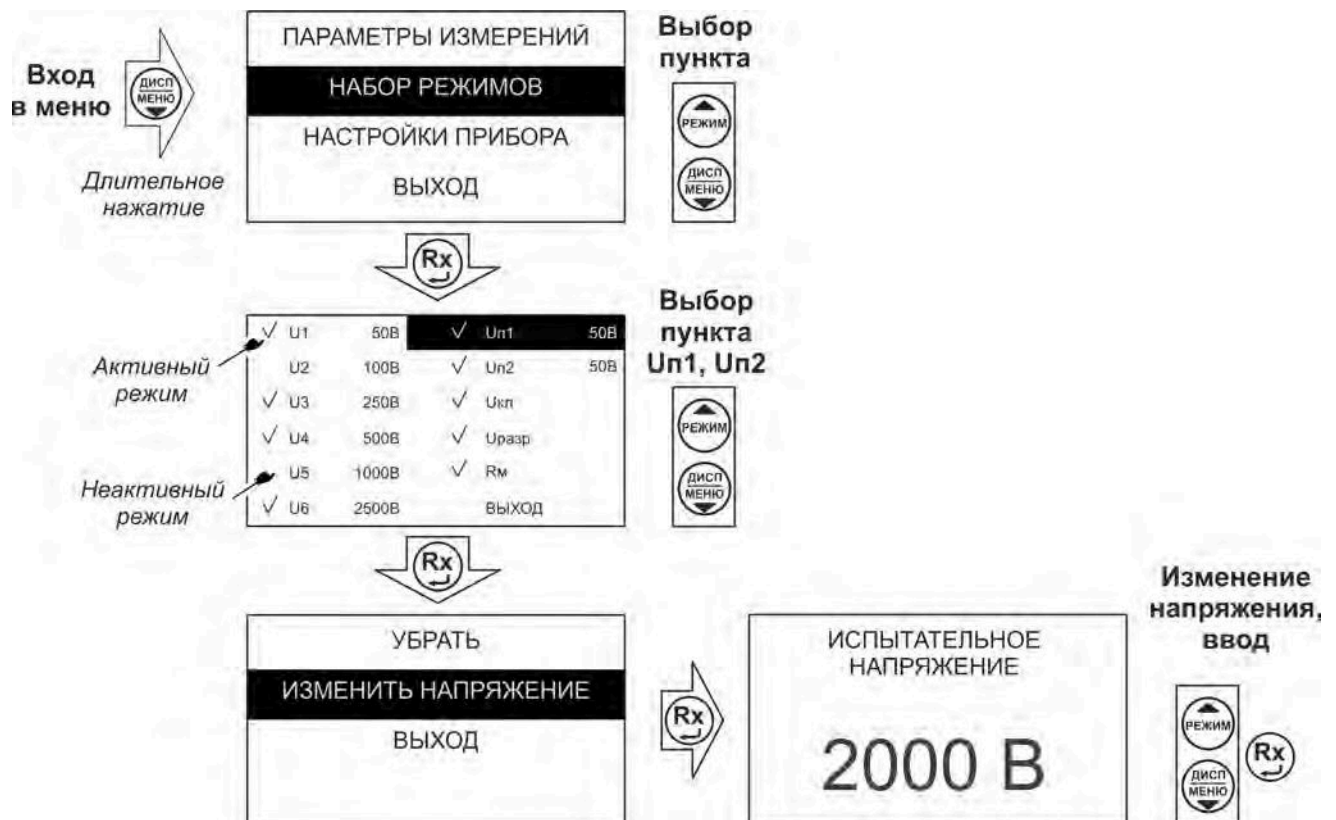 Вход
в меню
ДИСП
МЕНЮ
Длительное
нажатие
ПАРАМЕТРЫ ИЗМЕРЕНИЙ
НАБОР РЕЖИМОВ
НАСТРОЙКИ ПРИБОРА
ВЫХОД
Выбор
пункта
РЕЖИМ
ДИСП
МЕНЮ
Rx
Активный
режим
Неактивный
режим
✓ U1 50В ✓ Uп1 50В
U2 100В ✓ Uп2 50В
✓ U3 250В ✓ Uкл
✓ U4 500В ✓ Uразр
U5 1000В ✓ Rм
✓ U6 2500В ВЫХОД
Выбор
пункта
Uп1, Uп2
РЕЖИМ
ДИСП
МЕНЮ
Rx
УБРАТЬ
ИЗМЕНИТЬ НАПРЯЖЕНИЕ
ВЫХОД
Rx
ИСПЫТАТЕЛЬНОЕ
НАПРЯЖЕНИЕ
2000 В
Изменение
напряжения,
ввод
РЕЖИМ
ДИСП
МЕНЮ
Rx